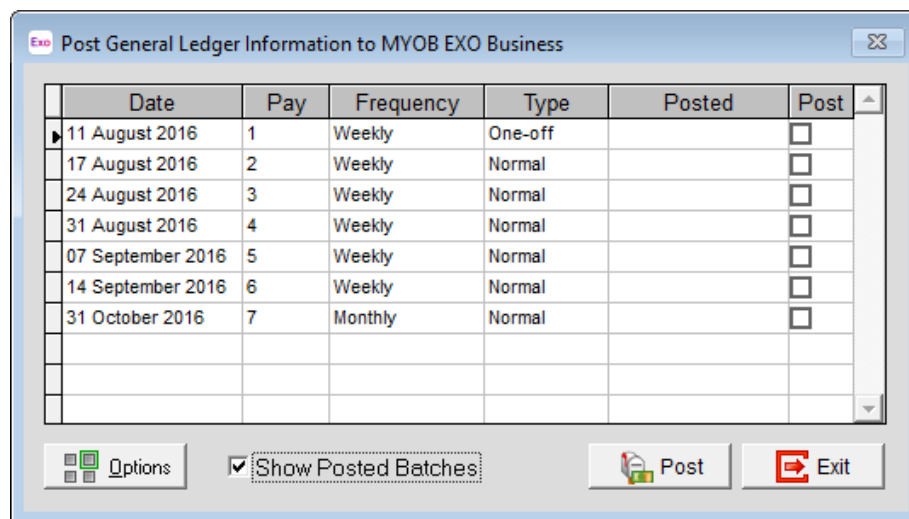 Exo Post General Ledger Information to MYOB EXO Business
Date Pay Frequency Type Posted Post
11 August 2016 1 Weekly One-off
17 August 2016 2 Weekly Normal
24 August 2016 3 Weekly Normal
31 August 2016 4 Weekly Normal
07 September 2016 5 Weekly Normal
14 September 2016 6 Weekly Normal
31 October 2016 7 Monthly Normal
Options Show Posted Batches Post Exit